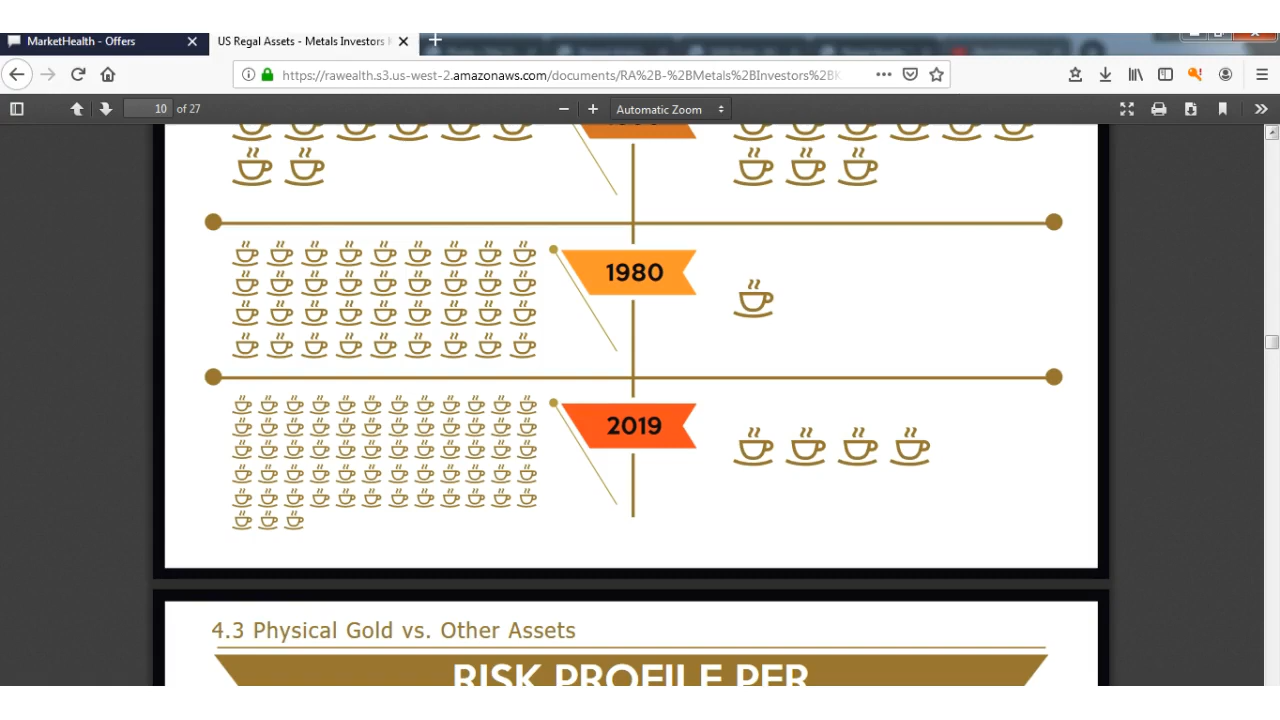 MarketHealth - Offers
US Regal Assets - Metals Investors
https://rawealth.s3.us-west-2.amazonaws.com/documents/RA%2B-%2BMetals%2BInvestors%2BK
10 of 27
Automatic Zoom
1980
2019
4.3 Physical Gold vs. Other Assets
RISK PROFILE PER